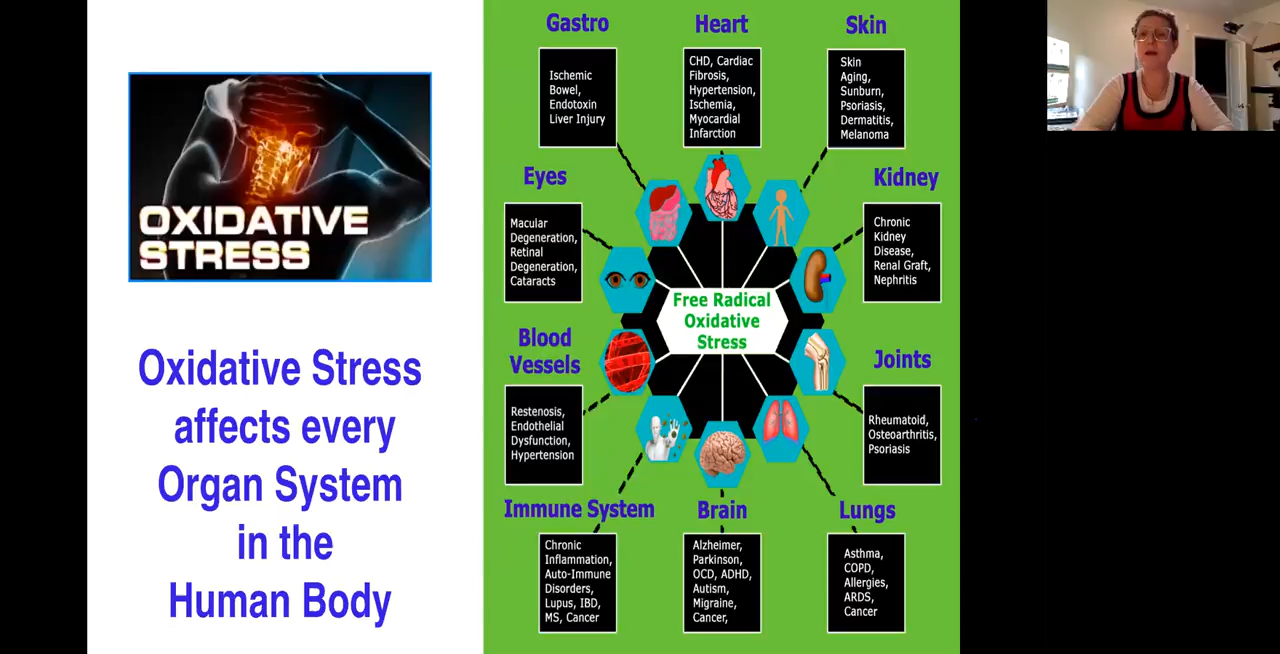 OXIDATIVE
STRESS
Oxidative Stress
affects every
Organ System
in the
Human Body
Gastro
Ischemic
Bowel,
Endotoxin
Liver Injury
Heart
CHD, Cardiac
Fibrosis,
Hypertension,
Ischemia,
Myocardial
Infarction
Skin
Skin
Aging,
Sunburn,
Psoriasis,
Dermatitis,
Melanoma
Eyes
Macular
Degeneration,
Retinal
Degeneration,
Cataracts
Kidney
Chronic
Kidney
Disease,
Renal Graft,
Nephritis
Free Radical
Oxidative
Stress
Blood
Vessels
Restenosis,
Endothelial
Dysfunction,
Hypertension
Joints
Rheumatoid,
Osteoarthritis,
Psoriasis
Immune System
Chronic
Inflammation,
Auto-Immune
Disorders,
Lupus, IBD,
MS, Cancer
Brain
Alzheimer,
Parkinson,
OCD, ADHD,
Autism,
Migraine,
Cancer,
Lungs
Asthma,
COPD,
Allergies,
ARDS,
Cancer